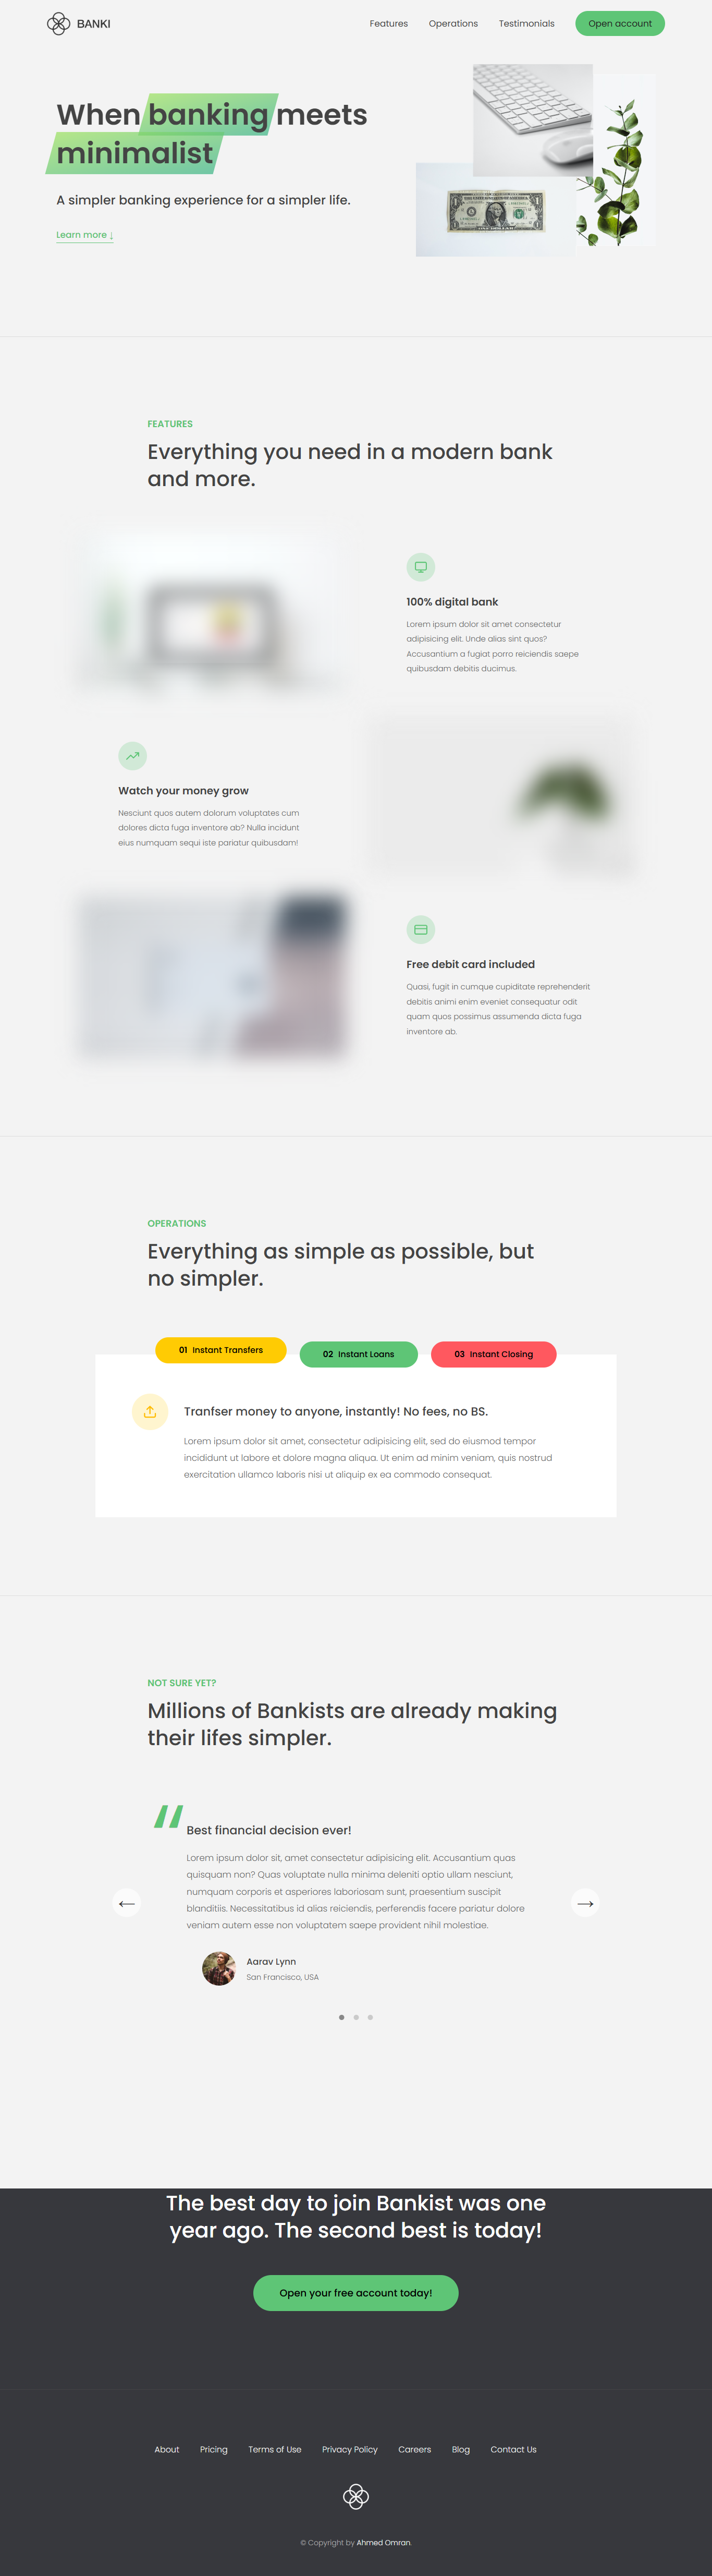 BANKI
Features Operations Testimonials Open account
When banking meets
minimalist
A simpler banking experience for a simpler life.
Learn more ↓
FEATURES
Everything you need in a modern bank
and more.
100% digital bank
Lorem ipsum dolor sit amet consectetur
adipisicing elit. Unde alias sint quos?
Accusantium a fugiat porro reiciendis saepe
quibusdam debitis ducimus.
Watch your money grow
Nesciunt quos autem dolorum voluptates cum
dolores dicta fuga inventore ab? Nulla incidunt
eius numquam sequi iste pariatur quibusdam!
Free debit card included
Quasi, fugit in cumque cupiditate reprehenderit
debitis animi enim eveniet consequatur odit
quam quos possimus assumenda dicta fuga
inventore ab.
OPERATIONS
Everything as simple as possible, but
no simpler.
01 Instant Transfers 02 Instant Loans 03 Instant Closing
Tranfser money to anyone, instantly! No fees, no BS.
Lorem ipsum dolor sit amet, consectetur adipisicing elit, sed do eiusmod tempor
incididunt ut labore et dolore magna aliqua. Ut enim ad minim veniam, quis nostrud
exercitation ullamco laboris nisi ut aliquip ex ea commodo consequat.
NOT SURE YET?
Millions of Bankists are already making
their lifes simpler.
Best financial decision ever!
Lorem ipsum dolor sit, amet consectetur adipisicing elit. Accusantium quas
quisquam non? Quas voluptate nulla minima deleniti optio ullam nesciunt,
numquam corporis et asperiores laboriosam sunt, praesentium suscipit
blanditiis. Necessitatibus id alias reiciendis, perferendis facere pariatur dolore
veniam autem esse non voluptatem saepe provident nihil molestiae.
← →
Aarav Lynn
San Francisco, USA
The best day to join Bankist was one
year ago. The second best is today!
Open your free account today!
About Pricing Terms of Use Privacy Policy Careers Blog Contact Us
© Copyright by Ahmed Omran.